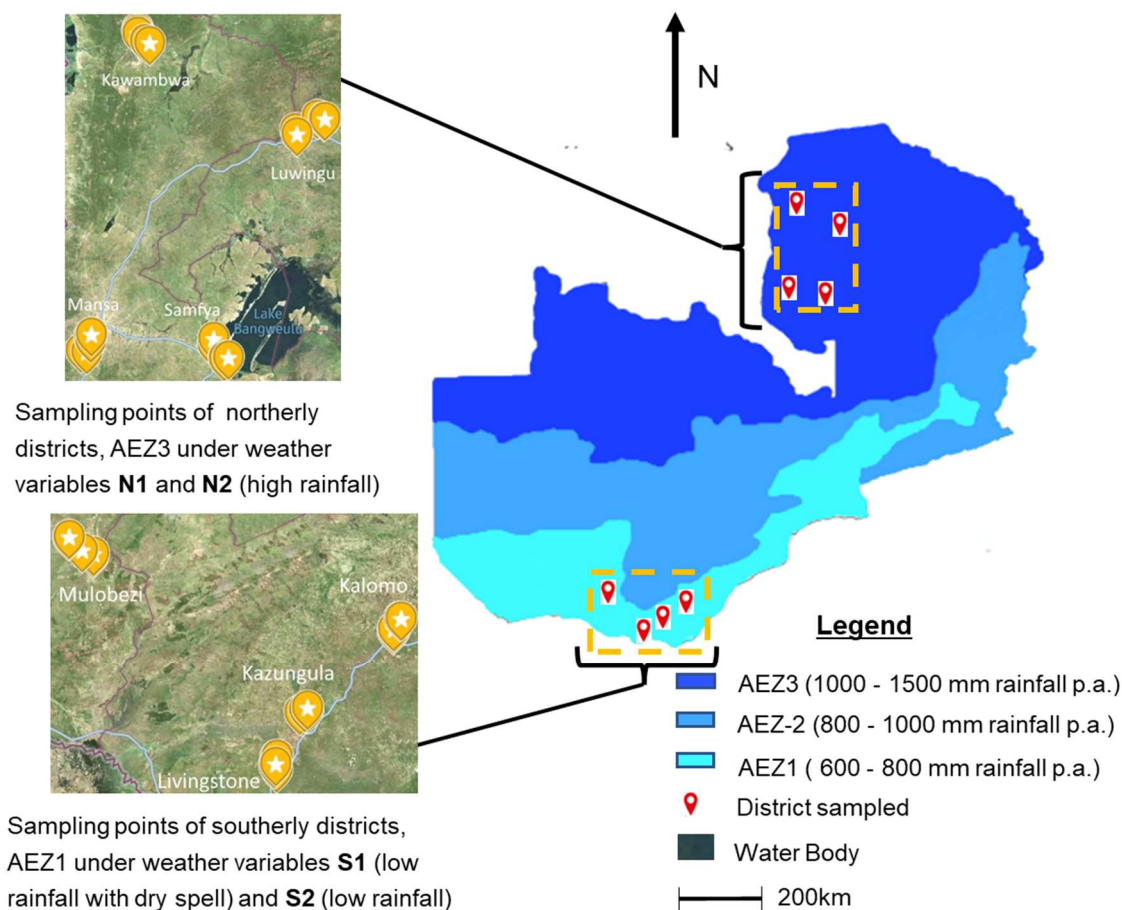 Kawambwa
Luwingu
Mansa
Samfya
Lake
Bangweulu
Sampling points of northerly
districts, AEZ3 under weather
variables N1 and N2 (high rainfall)
Mulobezi
Kalomo
Kazungula
Livingstone
Sampling points of southerly districts,
AEZ1 under weather variables S1 (low
rainfall with dry spell) and S2 (low rainfall)
N
Legend
AEZ3 (1000 - 1500 mm rainfall p.a.)
AEZ-2 (800 - 1000 mm rainfall p.a.)
AEZ1 ( 600 - 800 mm rainfall p.a.)
District sampled
Water Body
200km